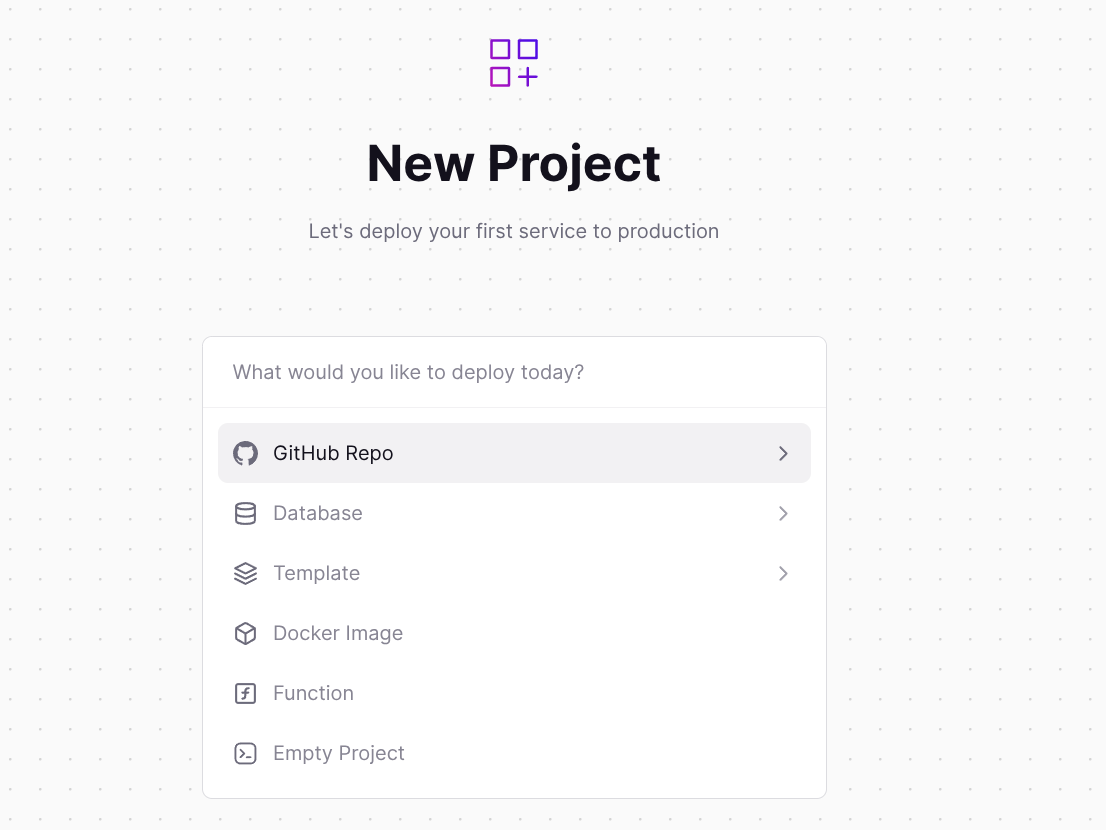 New Project
Let's deploy your first service to production
What would you like to deploy today?
GitHub Repo
Database
Template
Docker Image
Function
Empty Project